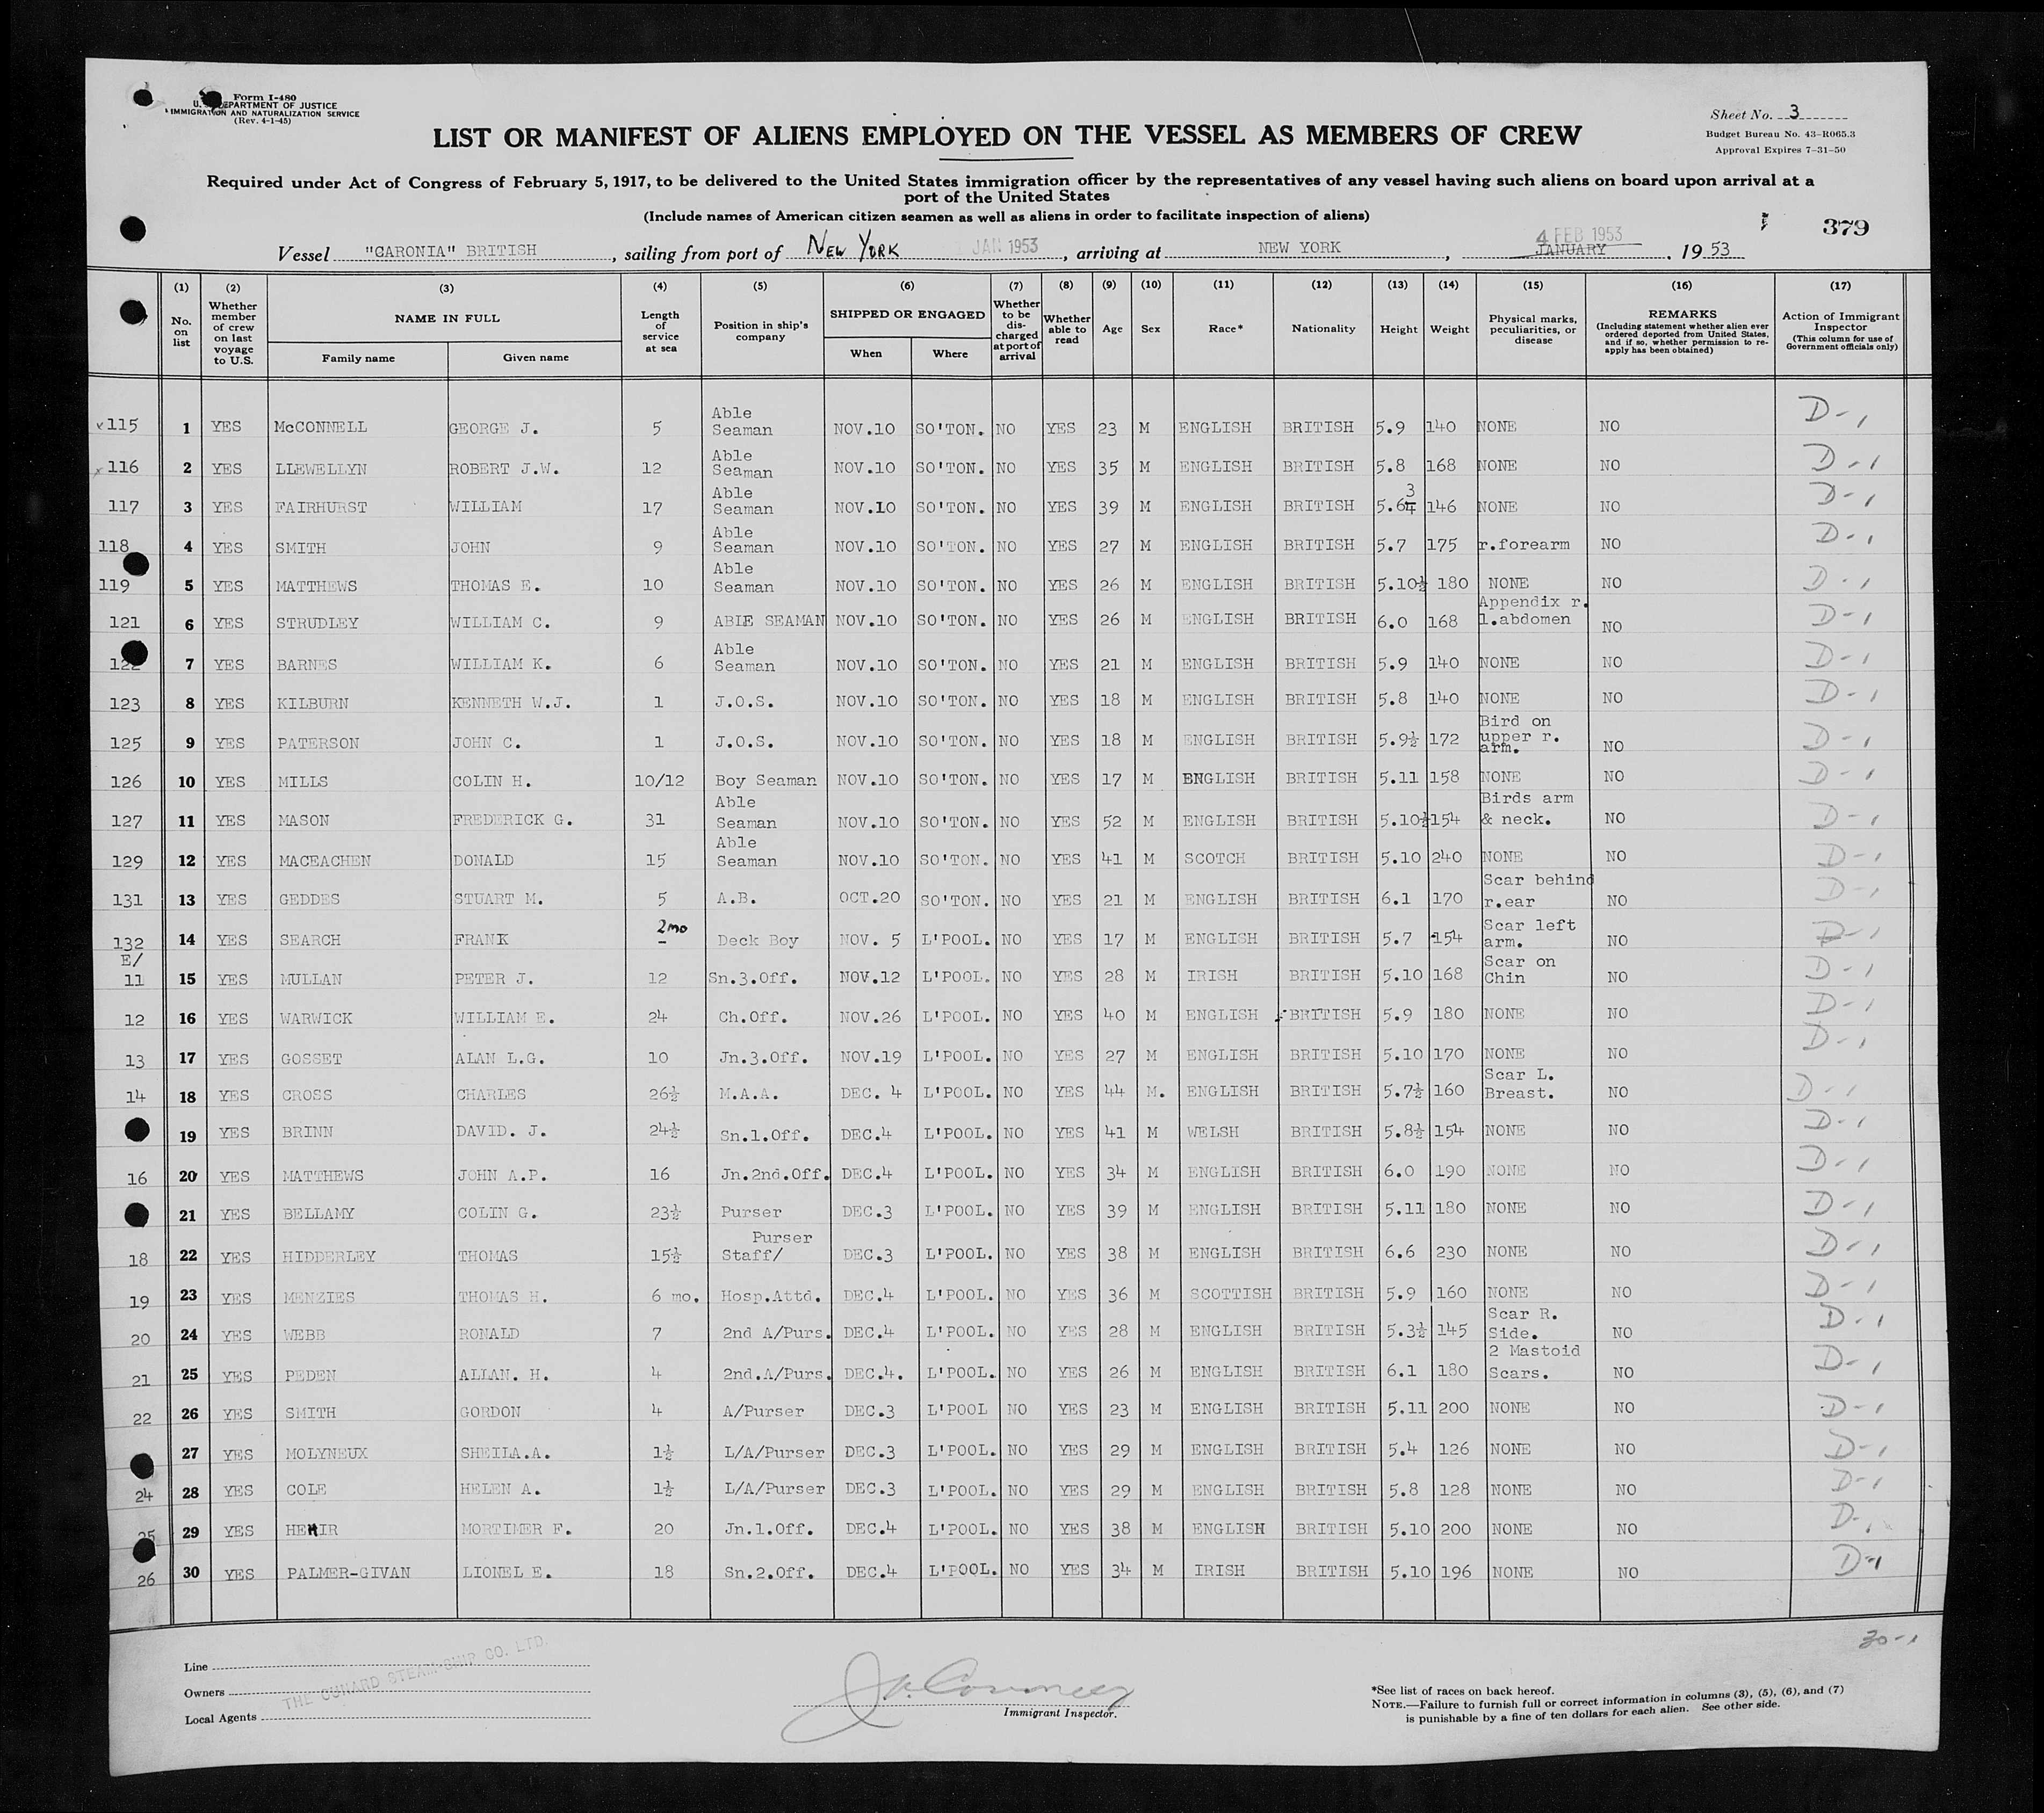 Form I-480
U. S. DEPARTMENT OF JUSTICE
IMMIGRATION AND NATURALIZATION SERVICE
(Rev. 4-1-45)
Sheet No. 3
Budget Bureau No. 43-R065.3
Approval Expires 7-31-50
LIST OR MANIFEST OF ALIENS EMPLOYED ON THE VESSEL AS MEMBERS OF CREW
Required under Act of Congress of February 5, 1917, to be delivered to the United States immigration officer by the representatives of any vessel having such aliens on board upon arrival at a
port of the United States
(Include names of American citizen seamen as well as aliens in order to facilitate inspection of aliens)
379
4 FEB 1953
Vessel "CARONIA" BRITISH, sailing from port of NEW YORK JAN 1953, arriving at NEW YORK, JANUARY, 1953
(1) No. on list (2) Whether member of crew on last voyage to U.S. (3) NAME IN FULL Family name Given name (4) Length of service at sea (5) Position in ship's company (6) SHIPPED OR ENGAGED When Where (7) Whether to be discharged at port of arrival (8) Whether able to read (9) Age (10) Sex (11) Race* (12) Nationality (13) Height (14) Weight (15) Physical marks, peculiarities, or disease (16) REMARKS (Including statement whether alien ever ordered deported from United States, and if so, whether permission to reapply has been obtained) (17) Action of Immigrant Inspector (This column for use of Government officials only)
115 1 YES McCONNELL GEORGE J. 5 Able Seaman NOV.10 SO'TON. NO YES 23 M ENGLISH BRITISH 5.9 140 NONE NO D-1
116 2 YES LLEWELLYN ROBERT J.W. 12 Able Seaman NOV.10 SO'TON. NO YES 35 M ENGLISH BRITISH 5.8 168 NONE NO D-1
117 3 YES FAIRHURST WILLIAM 17 Able Seaman NOV.10 SO'TON. NO YES 39 M ENGLISH BRITISH 5.6¾ 146 NONE NO D-1
118 4 YES SMITH JOHN 9 Able Seaman NOV.10 SO'TON. NO YES 27 M ENGLISH BRITISH 5.7 175 r.forearm NO D-1
119 5 YES MATTHEWS THOMAS E. 10 Able Seaman NOV.10 SO'TON. NO YES 26 M ENGLISH BRITISH 5.10½ 180 NONE NO D-1
121 6 YES STRUDLEY WILLIAM C. 9 ABIE SEAMAN NOV.10 SO'TON. NO YES 26 M ENGLISH BRITISH 6.0 168 Appendix r. l.abdomen NO D-1
122 7 YES BARNES WILLIAM K. 6 Able Seaman NOV.10 SO'TON. NO YES 21 M ENGLISH BRITISH 5.9 140 NONE NO D-1
123 8 YES KILBURN KENNETH W.J. 1 J.O.S. NOV.10 SO'TON. NO YES 18 M ENGLISH BRITISH 5.8 140 NONE NO D-1
125 9 YES PATERSON JOHN C. 1 J.O.S. NOV.10 SO'TON. NO YES 18 M ENGLISH BRITISH 5.9½ 172 Bird on upper r. arm. NO D-1
126 10 YES MILLS COLIN H. 10/12 Boy Seaman NOV.10 SO'TON. NO YES 17 M ENGLISH BRITISH 5.11 158 NONE NO D-1
127 11 YES MASON FREDERICK G. 31 Able Seaman NOV.10 SO'TON. NO YES 52 M ENGLISH BRITISH 5.10½ 154 Birds arm & neck. NO D-1
129 12 YES MACEACHEN DONALD 15 Able Seaman NOV.10 SO'TON. NO YES 41 M SCOTCH BRITISH 5.10 240 NONE NO D-1
131 13 YES GEDDES STUART M. 5 A.B. OCT.20 SO'TON. NO YES 21 M ENGLISH BRITISH 6.1 170 Scar behind r.ear NO D-1
132 14 YES SEARCH FRANK 2mo Deck Boy NOV. 5 L'POOL. NO YES 17 M ENGLISH BRITISH 5.7 154 Scar left arm. NO D-1
E/ 11 15 YES MULLAN PETER J. 12 Sn.3.Off. NOV.12 L'POOL. NO YES 28 M IRISH BRITISH 5.10 168 Scar on Chin NO D-1
12 16 YES WARWICK WILLIAM E. 24 Ch.Off. NOV.26 L'POOL. NO YES 40 M ENGLISH BRITISH 5.9 180 NONE NO D-1
13 17 YES GOSSET ALAN L.G. 10 Jn.3.Off. NOV.19 L'POOL. NO YES 27 M ENGLISH BRITISH 5.10 170 NONE NO D-1
14 18 YES CROSS CHARLES 26½ M.A.A. DEC. 4 L'POOL. NO YES 44 M. ENGLISH BRITISH 5.7½ 160 Scar L. Breast. NO D-1
19 YES BRINN DAVID. J. 24½ Sn.1.Off. DEC.4 L'POOL. NO YES 41 M WELSH BRITISH 5.8½ 154 NONE NO D-1
16 20 YES MATTHEWS JOHN A.P. 16 Jn.2nd.Off. DEC.4 L'POOL. NO YES 34 M ENGLISH BRITISH 6.0 190 NONE NO D-1
21 YES BELLAMY COLIN G. 23½ Purser DEC.3 L'POOL. NO YES 39 M ENGLISH BRITISH 5.11 180 NONE NO D-1
18 22 YES HIDDERLEY THOMAS 15½ Purser Staff/ DEC.3 L'POOL. NO YES 38 M ENGLISH BRITISH 6.6 230 NONE NO D-1
19 23 YES MENZIES THOMAS H. 6 mo. Hosp.Attd. DEC.4 L'POOL. NO YES 36 M SCOTTISH BRITISH 5.9 160 NONE NO D-1
20 24 YES WEBB RONALD 7 2nd A/Purs. DEC.4 L'POOL. NO YES 28 M ENGLISH BRITISH 5.3½ 145 Scar R. Side. NO D-1
21 25 YES PEDEN ALLAN. H. 4 2nd.A/Purs. DEC.4. L'POOL. NO YES 26 M ENGLISH BRITISH 6.1 180 2 Mastoid Scars. NO D-1
22 26 YES SMITH GORDON 4 A/Purser DEC.3 L'POOL NO YES 23 M ENGLISH BRITISH 5.11 200 NONE NO D-1
27 YES MOLYNEUX SHEILA.A. 1½ L/A/Purser DEC.3 L'POOL. NO YES 29 M ENGLISH BRITISH 5.4 126 NONE NO D-1
24 28 YES COLE HELEN A. 1½ L/A/Purser DEC.3 L'POOL. NO YES 29 M ENGLISH BRITISH 5.8 128 NONE NO D-1
25 29 YES MORTIMER F. 20 Jn.1.Off. DEC.4 L'POOL. NO YES 38 M ENGLISH BRITISH 5.10 200 NONE NO D-1
26 30 YES PALMER-GIVAN LIONEL E. 18 Sn.2.Off. DEC.4 L'POOL. NO YES 34 M IRISH BRITISH 5.10 196 NONE NO D-1
30-1
Line
Owners THE CUNARD STEAM-SHIP CO. LTD.
Local Agents
Immigrant Inspector.
*See list of races on back hereof.
NOTE.—Failure to furnish full or correct information in columns (3), (5), (6), and (7)
is punishable by a fine of ten dollars for each alien. See other side.